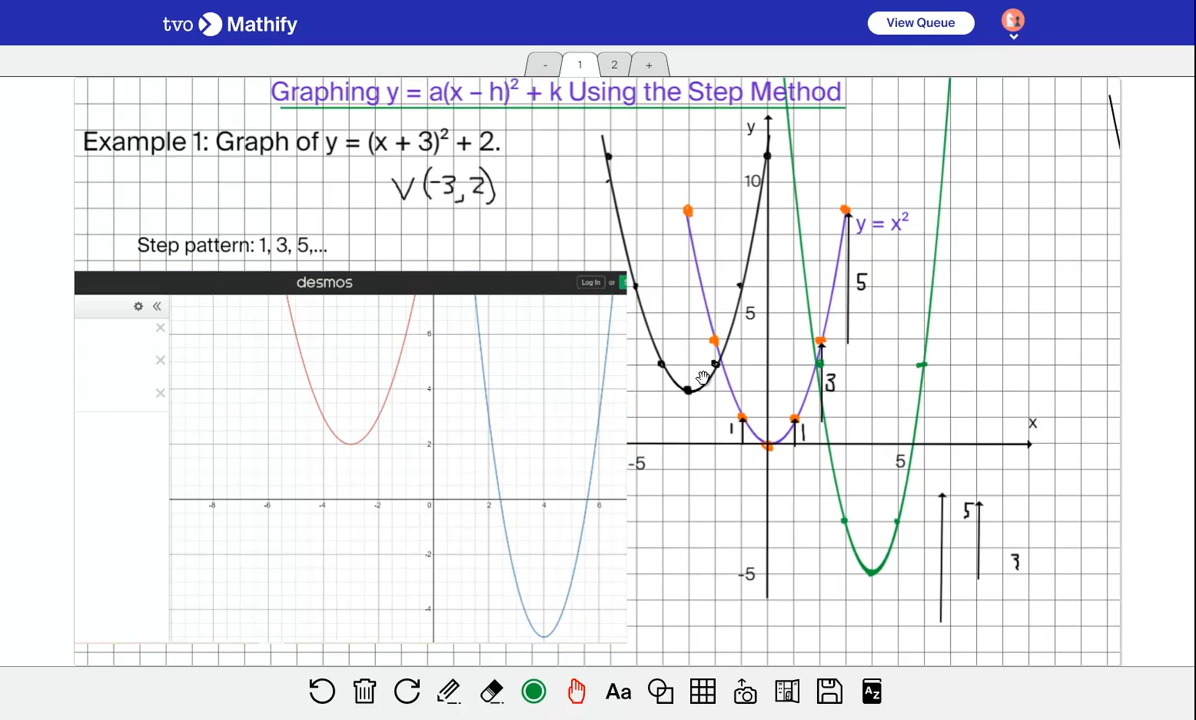 tvo Mathify
View Queue
- 1 2 +
Graphing y = a(x – h)² + k Using the Step Method
Example 1: Graph of y = (x + 3)² + 2.
V (-3, 2)
Step pattern: 1, 3, 5,...
desmos
Log In or
6
4
2
-8 -6 -4 -2 0 2 4 6
-2
-4
y
10
y = x²
5
5
3
1 1
x
-5 5
5
3
-5
Aa
A Z